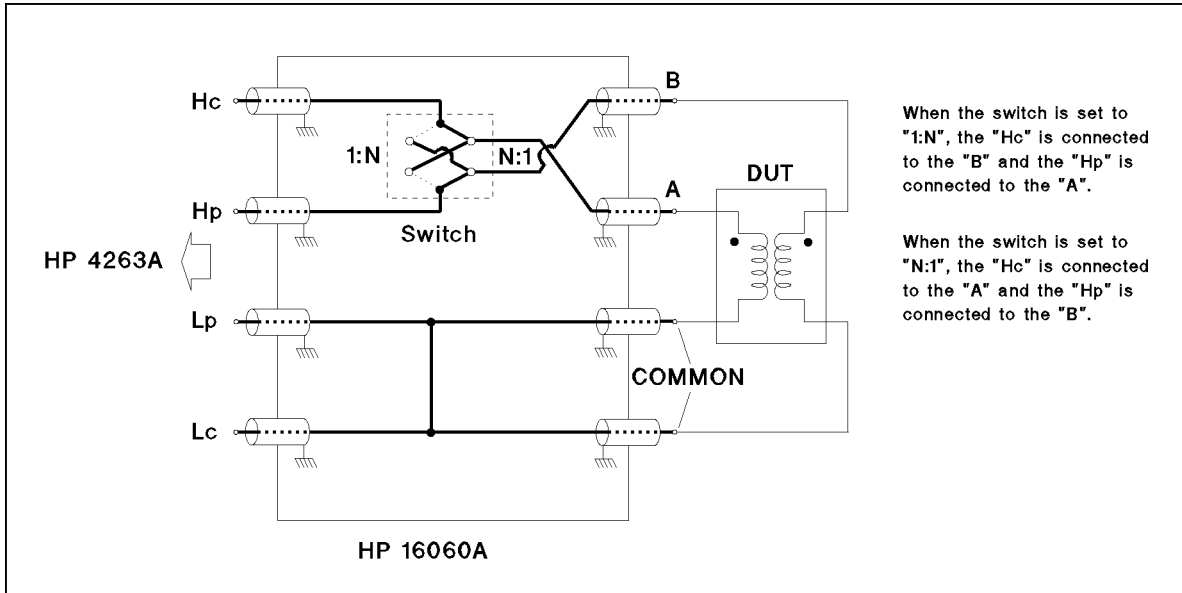 Hc
B
1:N
N:1
Hp
A
Switch
HP 4263A
DUT
Lp
COMMON
Lc
HP 16060A
When the switch is set to
"1:N", the "Hc" is connected
to the "B" and the "Hp" is
connected to the "A".
When the switch is set to
"N:1", the "Hc" is connected
to the "A" and the "Hp" is
connected to the "B".